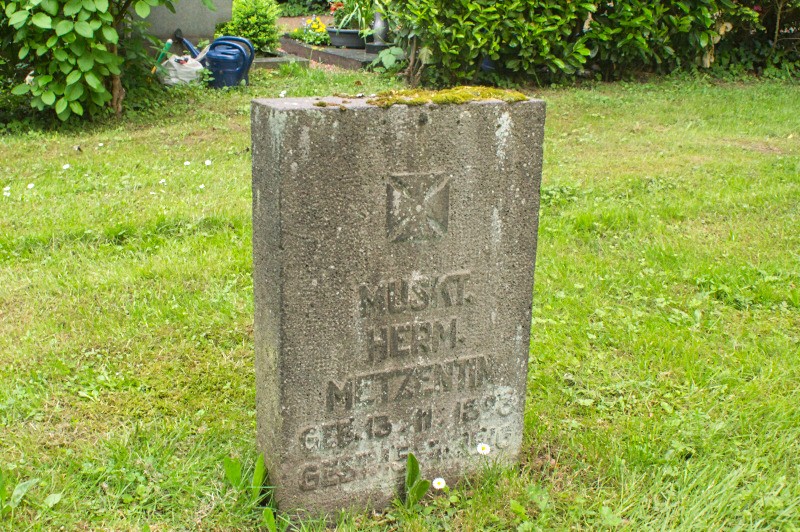 MUSKT.
HERM.
METZENTIN
GEB. 13. 11.
GEST.